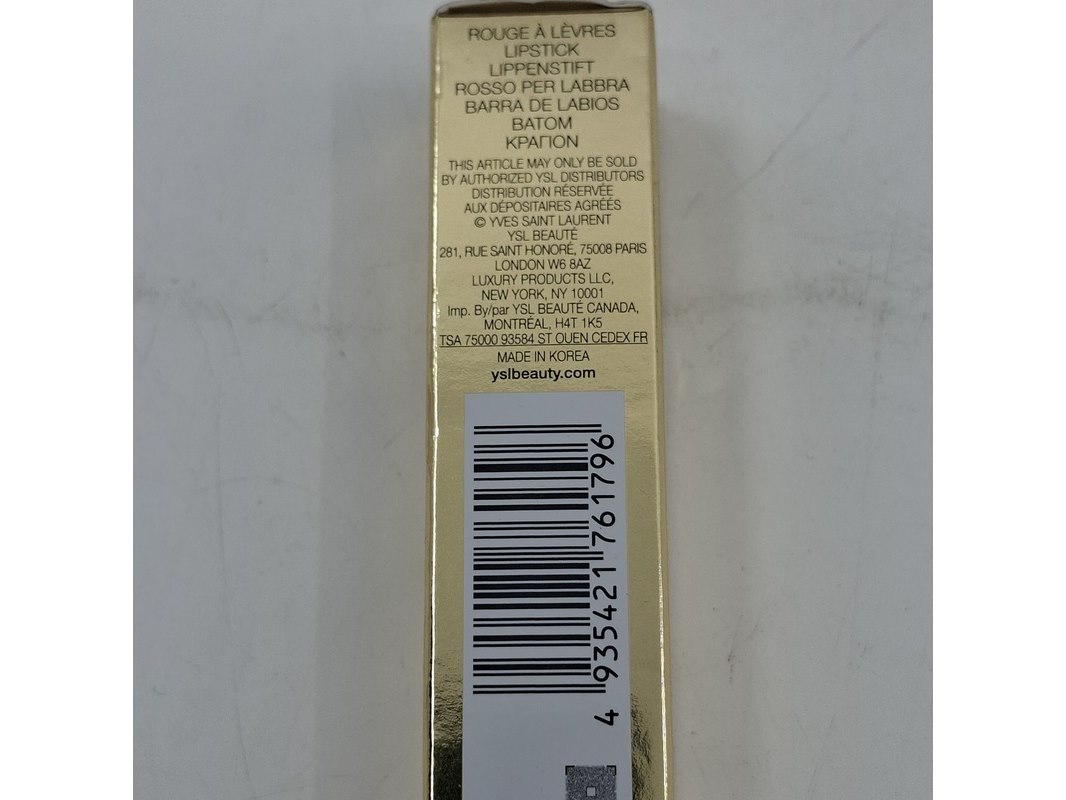 ROUGE À LÈVRES
LIPSTICK
LIPPENSTIFT
ROSSO PER LABBRA
BARRA DE LABIOS
BATOM
ΚΡΑΓΙΟΝ
THIS ARTICLE MAY ONLY BE SOLD
BY AUTHORIZED YSL DISTRIBUTORS
DISTRIBUTION RÉSERVÉE
AUX DÉPOSITAIRES AGRÉÉS
© YVES SAINT LAURENT
YSL BEAUTÉ
281, RUE SAINT HONORÉ, 75008 PARIS
LONDON W6 8AZ
LUXURY PRODUCTS LLC,
NEW YORK, NY 10001
Imp. By/par YSL BEAUTÉ CANADA,
MONTRÉAL, H4T 1K5
TSA 75000 93584 ST OUEN CEDEX FR
MADE IN KOREA
yslbeauty.com
4 935421 761796